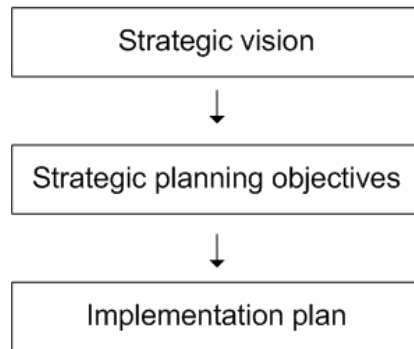 Strategic vision
Strategic planning objectives
Implementation plan